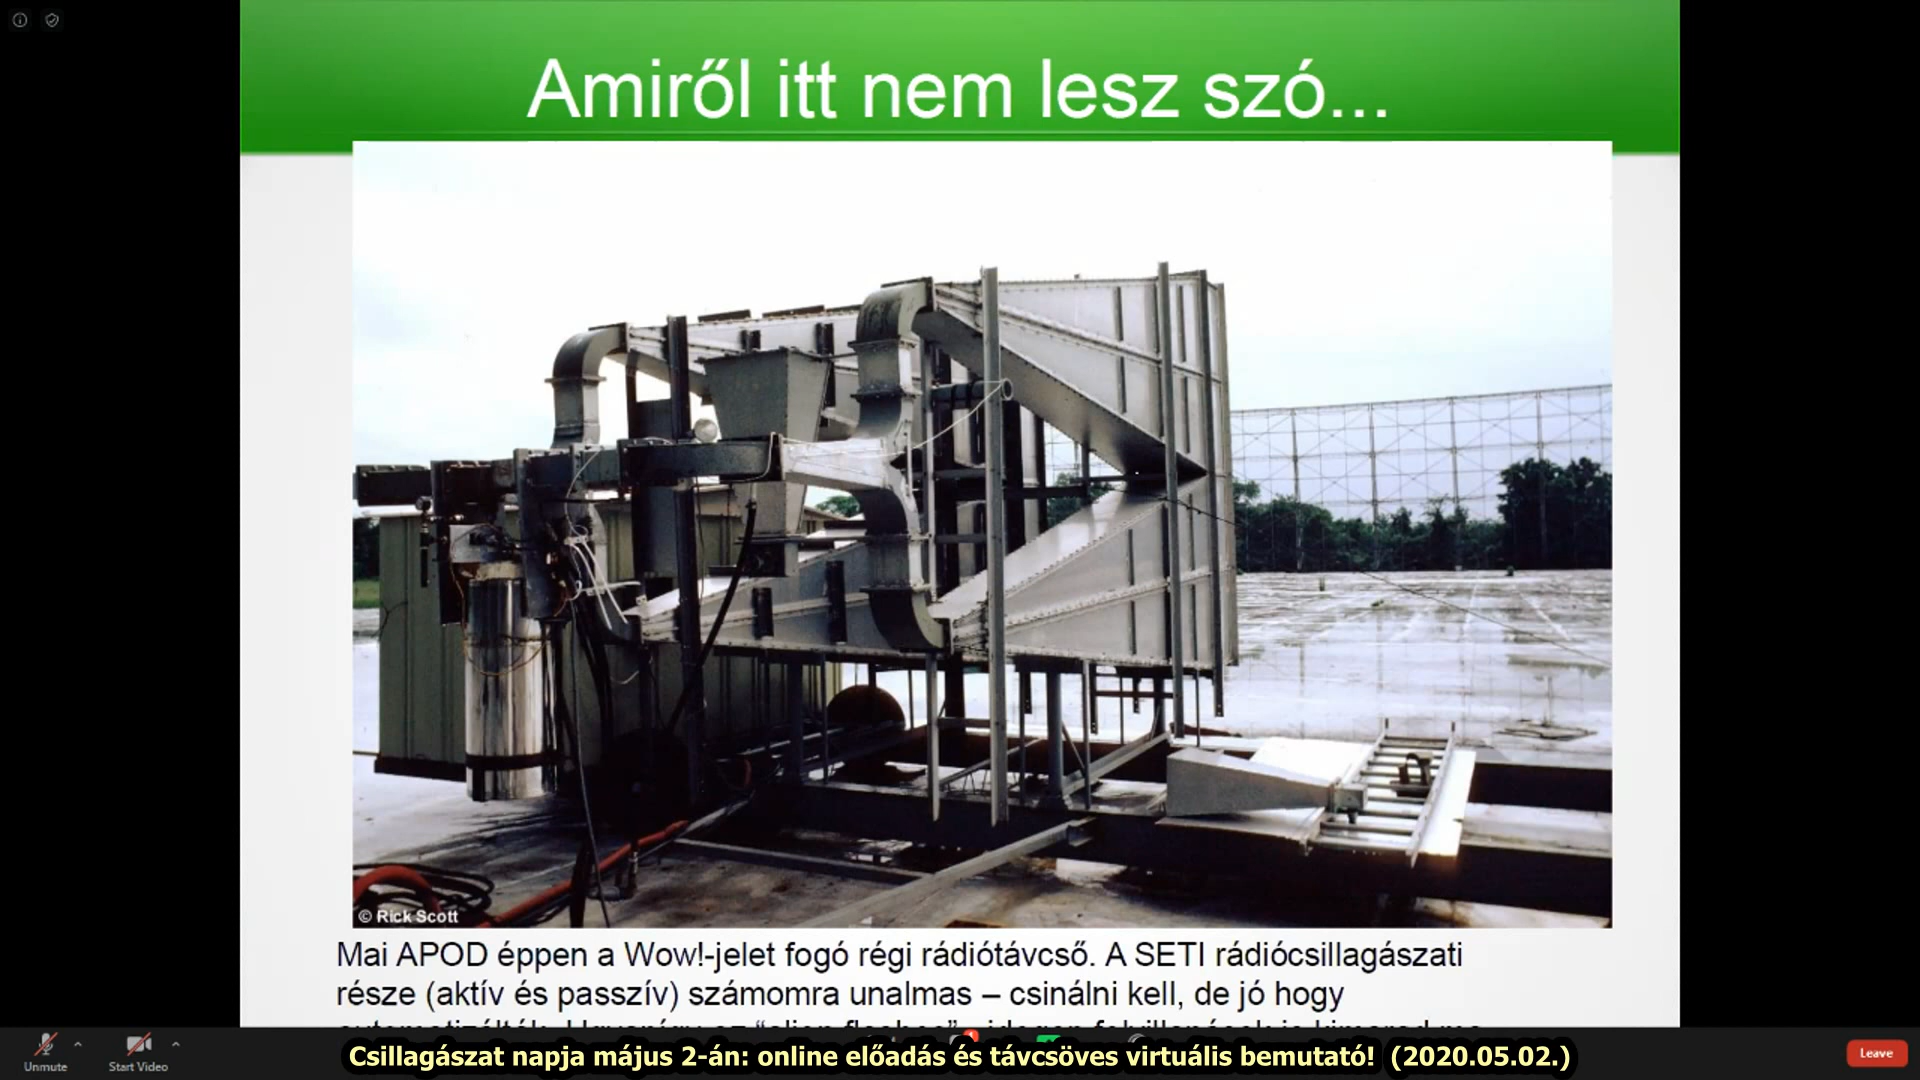 Amiről itt nem lesz szó...
© Rick Scott
Mai APOD éppen a Wow!-jelet fogó régi rádiótávcső. A SETI rádiócsillagászati
része (aktív és passzív) számomra unalmas – csinálni kell, de jó hogy
Csillagászat napja május 2-án: online előadás és távcsöves virtuális bemutató! (2020.05.02.)
Unmute
Start Video
Leave